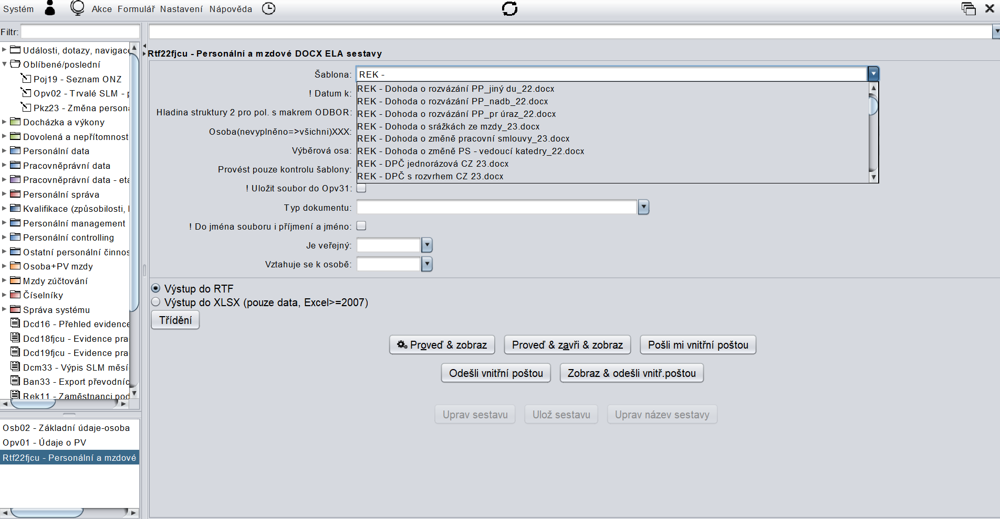 Systém Akce Formulář Nastavení Nápověda
Filtr:
Události, dotazy, navigace
Oblíbené/poslední
Poj19 - Seznam ONZ
Opv02 - Trvalé SLM - p
Pkz23 - Změna person
Docházka a výkony
Dovolená a nepřítomnost
Personální data
Pracovněprávní data
Pracovněprávní data - eta
Personální správa
Kvalifikace (způsobilosti,
Personální management
Personální controlling
Ostatní personální činnos
Osoba+PV mzdy
Mzdy zúčtování
Číselníky
Správa systému
Dcd16 - Přehled evidence
Dcd18fjcu - Evidence pra
Dcd19fjcu - Evidence pra
Dcm33 - Výpis SLM měsí
Ban33 - Export převodníc
Rek11 - Zaměstnanci pod
Osb02 - Základní údaje-osoba
Opv01 - Údaje o PV
Rtf22fjcu - Personální a mzdové
Rtf22fjcu - Personální a mzdové DOCX ELA sestavy
Šablona: REK -
REK - Dohoda o rozvázání PP_jiný du_22.docx
! Datum k:
REK - Dohoda o rozvázání PP_nadb_22.docx
Hladina struktury 2 pro pol. s makrem ODBOR: REK - Dohoda o rozvázání PP_pr úraz_22.docx
REK - Dohoda o srážkách ze mzdy_23.docx
Osoba(nevyplněno=>všichni)XXX:
REK - Dohoda o změně pracovní smlouvy_23.docx
Výběrová osa: REK - Dohoda o změně PS - vedoucí katedry_22.docx
REK - DPČ jednorázová CZ 23.docx
Provést pouze kontrolu šablony:
REK - DPČ s rozvrhem CZ 23.docx
! Uložit soubor do Opv31:
Typ dokumentu:
! Do jména souboru i příjmení a jméno:
Je veřejný:
Vztahuje se k osobě:
Výstup do RTF
Výstup do XLSX (pouze data, Excel>=2007)
Třídění
Proveď & zobraz Proveď & zavři & zobraz Pošli mi vnitřní poštou
Odešli vnitřní poštou Zobraz & odešli vnitř.poštou
Uprav sestavu Ulož sestavu Uprav název sestavy